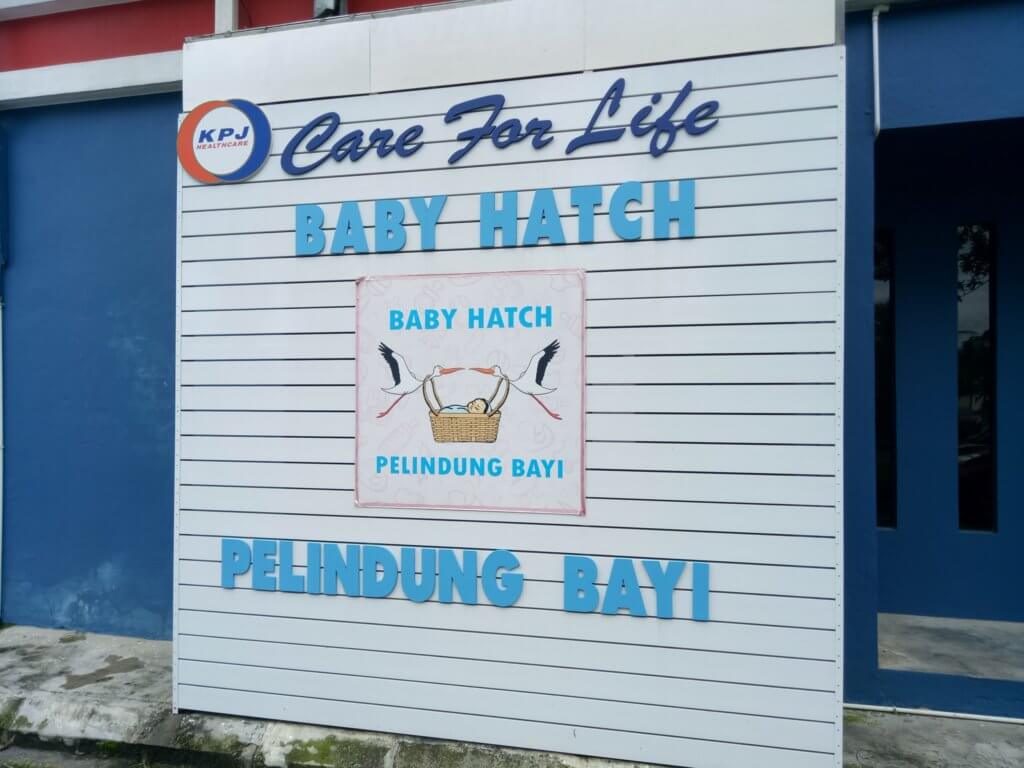 KPJ
HEALTHCARE
Care For Life
BABY HATCH
BABY HATCH
PELINDUNG BAYI
PELINDUNG BAYI